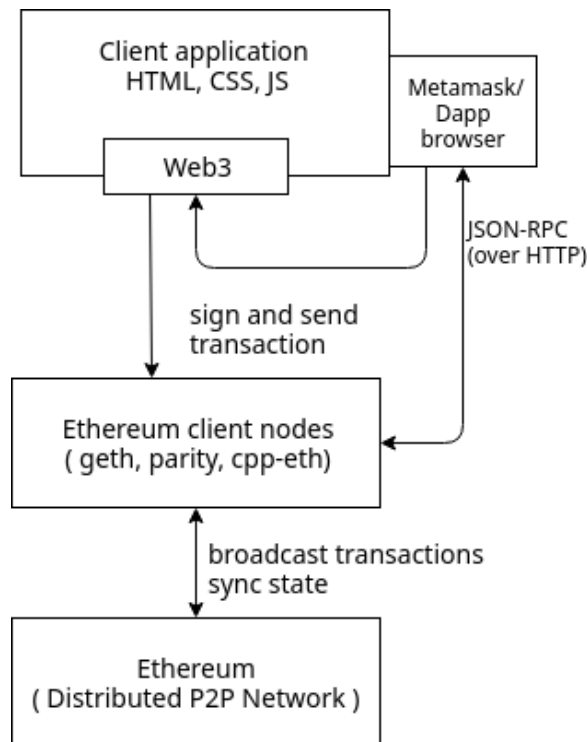 Client application
HTML, CSS, JS
Metamask/
Dapp
browser
Web3
JSON-RPC
(over HTTP)
sign and send
transaction
Ethereum client nodes
( geth, parity, cpp-eth)
broadcast transactions
sync state
Ethereum
( Distributed P2P Network )